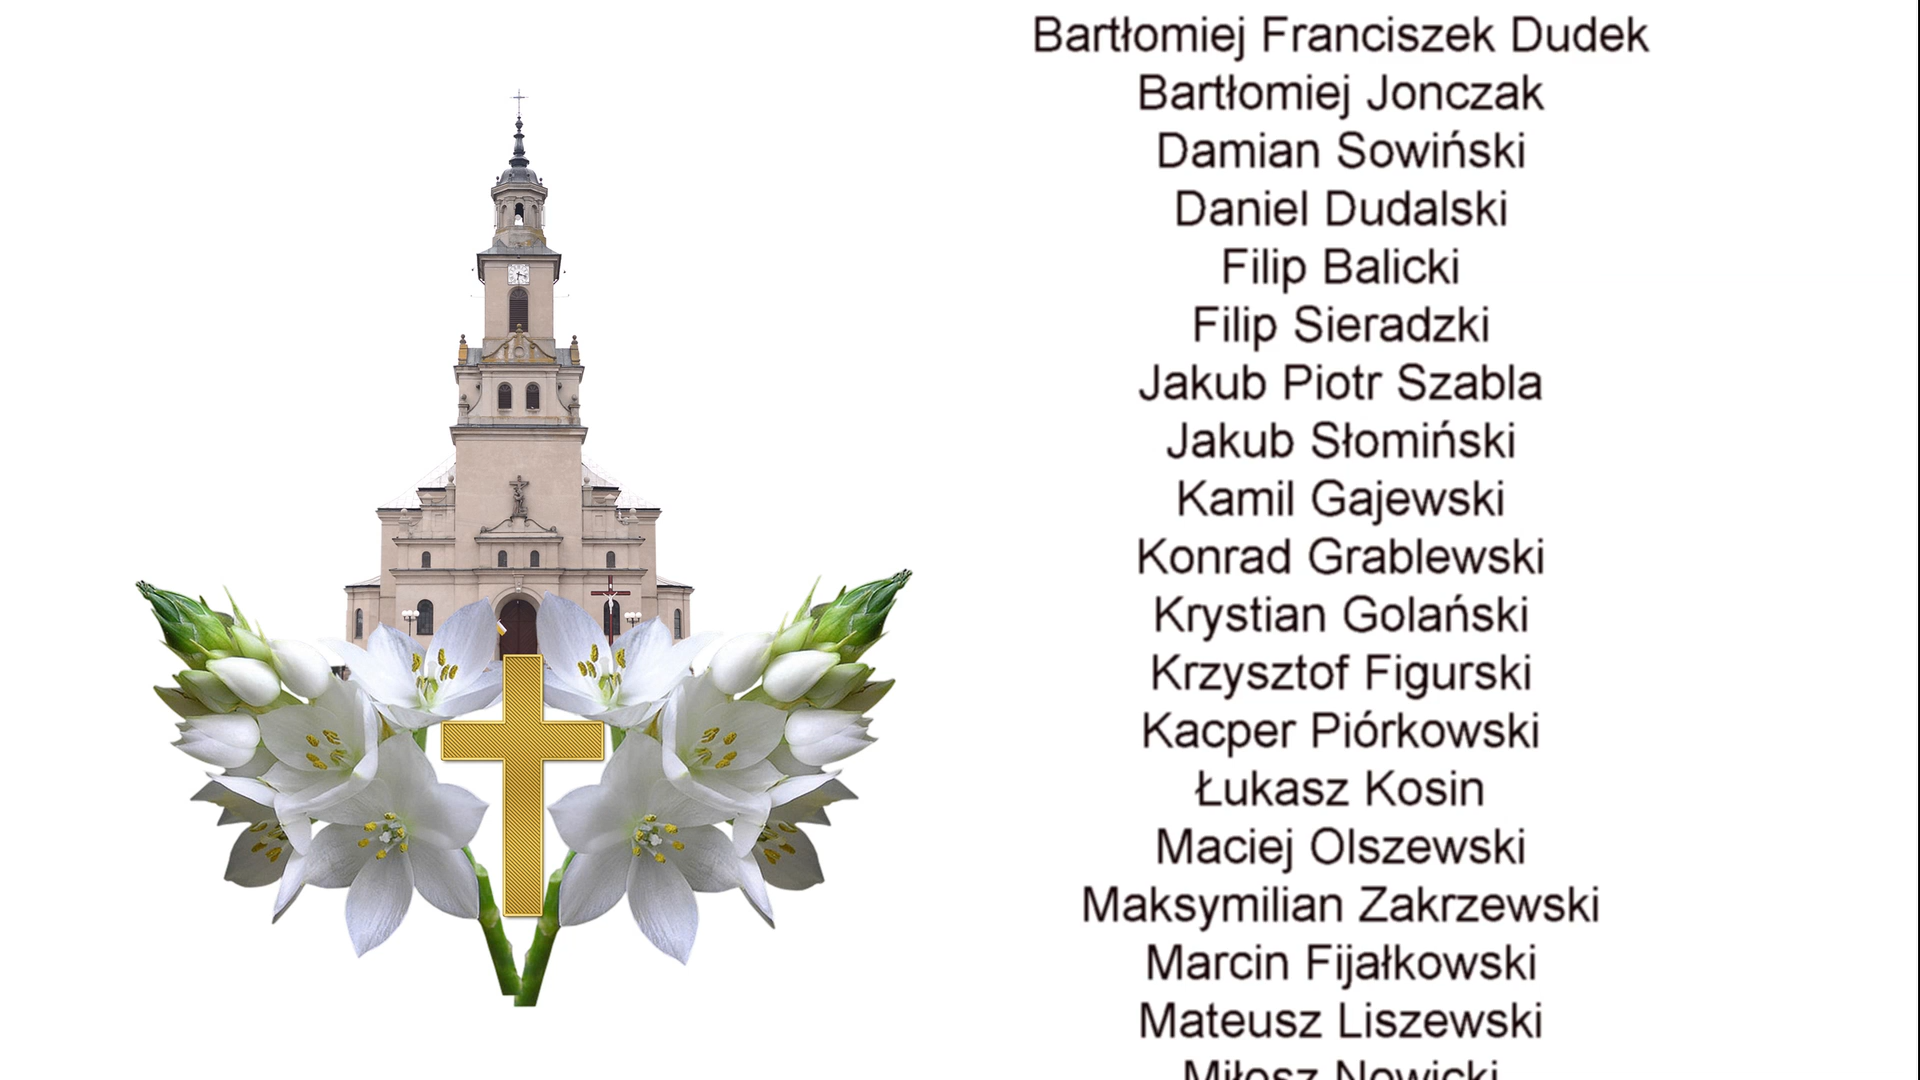 Bartłomiej Franciszek Dudek
Bartłomiej Jonczak
Damian Sowiński
Daniel Dudalski
Filip Balicki
Filip Sieradzki
Jakub Piotr Szabla
Jakub Słomiński
Kamil Gajewski
Konrad Grablewski
Krystian Golański
Krzysztof Figurski
Kacper Piórkowski
Łukasz Kosin
Maciej Olszewski
Maksymilian Zakrzewski
Marcin Fijałkowski
Mateusz Liszewski
Miłosz Nowicki